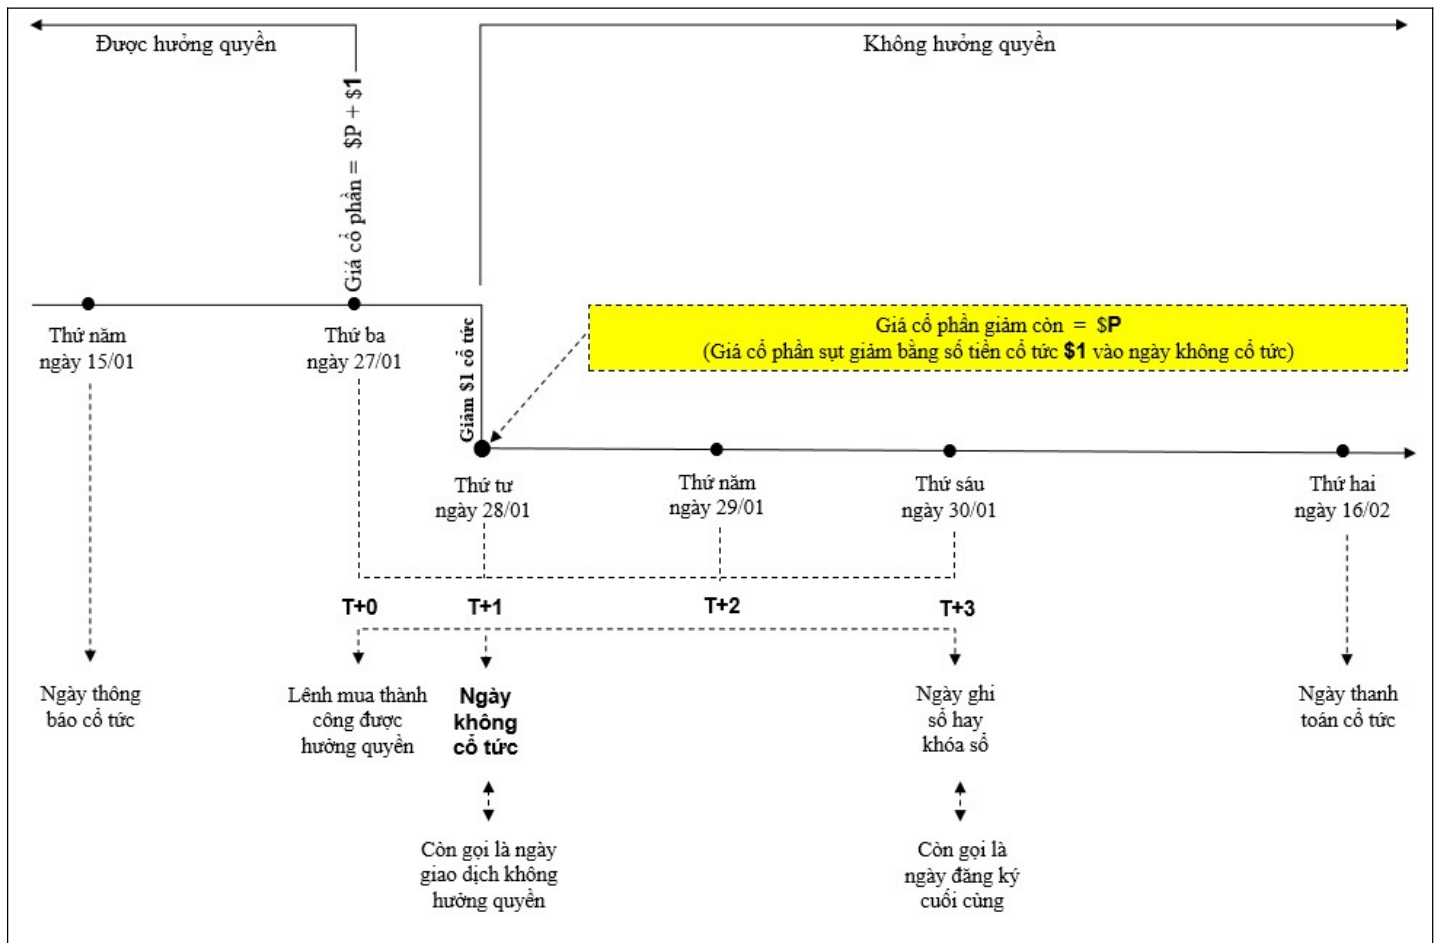 Được hưởng quyền
Không hưởng quyền
Giá cổ phần = $P + $1
Thứ năm
ngày 15/01
Thứ ba
ngày 27/01
Giảm $1 cổ tức
Giá cổ phần giảm còn = $P
(Giá cổ phần sụt giảm bằng số tiền cổ tức $1 vào ngày không cổ tức)
Thứ tư
ngày 28/01
Thứ năm
ngày 29/01
Thứ sáu
ngày 30/01
Thứ hai
ngày 16/02
T+0
T+1
T+2
T+3
Ngày thông
báo cổ tức
Lênh mua thành
công được
hưởng quyền
Ngày
không
cổ tức
Ngày ghi
sổ hay
khóa sổ
Ngày thanh
toán cổ tức
Còn gọi là ngày
giao dịch không
hưởng quyền
Còn gọi là
ngày đăng ký
cuối cùng